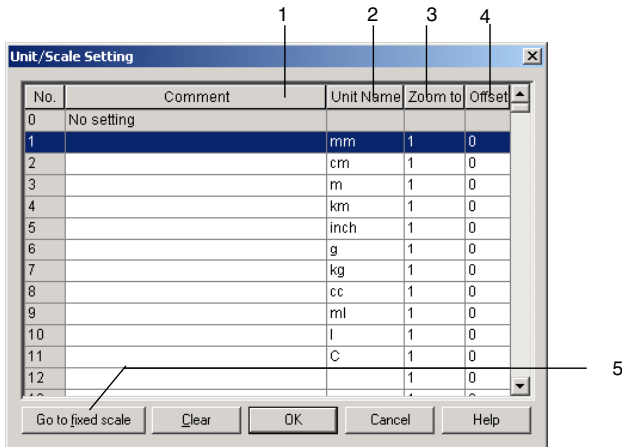 1 2 3 4
Unit/Scale Setting
No. Comment Unit Name Zoom to Offset
0 No setting
1 mm 1 0
2 cm 1 0
3 m 1 0
4 km 1 0
5 inch 1 0
6 g 1 0
7 kg 1 0
8 cc 1 0
9 ml 1 0
10 l 1 0
11 C 1 0
5
12 1 0
Go to fixed scale Clear OK Cancel Help